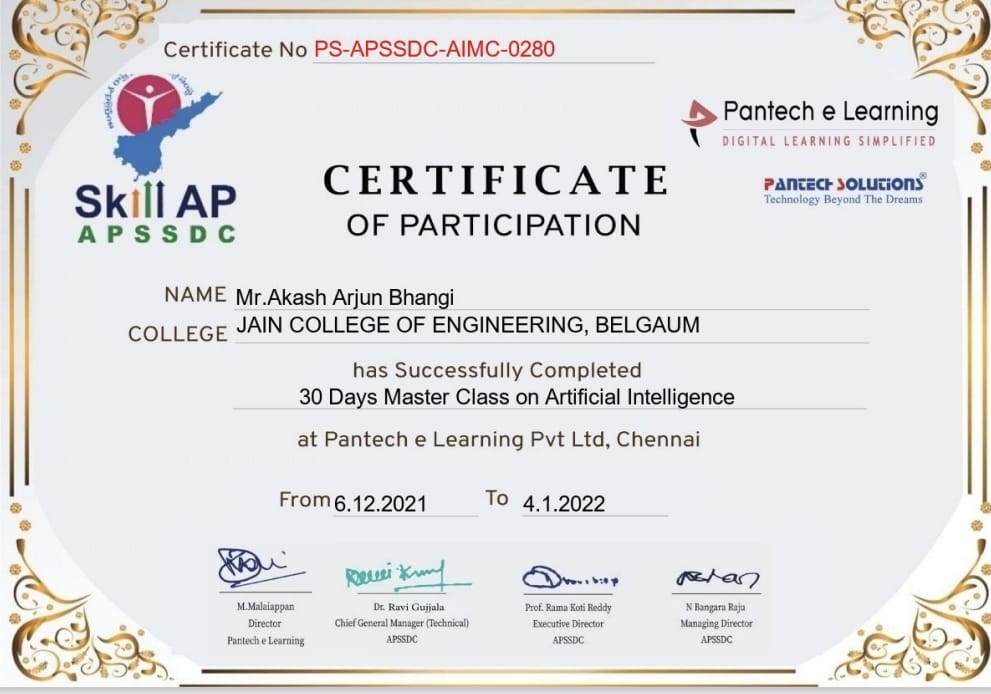 Certificate No PS-APSSDC-AIMC-0280
Skill AP
APSSDC
Pantech e Learning
DIGITAL LEARNING SIMPLIFIED
PANTECH SOLUTIONS®
Technology Beyond The Dreams
CERTIFICATE
OF PARTICIPATION
NAME Mr.Akash Arjun Bhangi
COLLEGE JAIN COLLEGE OF ENGINEERING, BELGAUM
has Successfully Completed
30 Days Master Class on Artificial Intelligence
at Pantech e Learning Pvt Ltd, Chennai
From 6.12.2021 To 4.1.2022
M.Malaiappan
Director
Pantech e Learning
Dr. Ravi Gujjala
Chief General Manager (Technical)
APSSDC
Prof. Rama Koti Reddy
Executive Director
APSSDC
N Bangara Raju
Managing Director
APSSDC